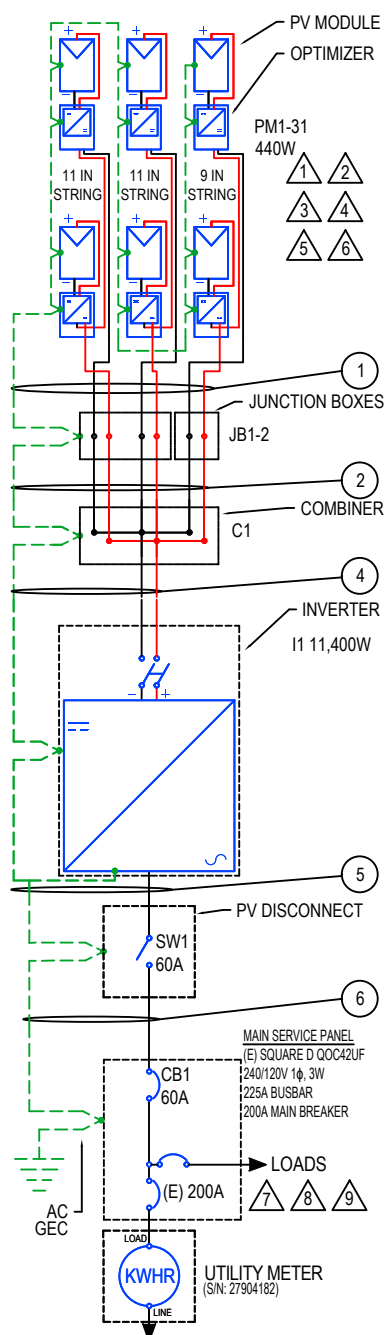 PV MODULE
OPTIMIZER
PM1-31
440W
1 2
3 4
5 6
+ + +
- - -
11 IN
STRING
11 IN
STRING
9 IN
STRING
+ + +
1
JUNCTION BOXES
JB1-2
2
COMBINER
C1
4
INVERTER
I1 11,400W
- +
5
PV DISCONNECT
SW1
60A
6
MAIN SERVICE PANEL
(E) SQUARE D QOC42UF
240/120V 1ϕ, 3W
225A BUSBAR
200A MAIN BREAKER
CB1
60A
LOADS
(E) 200A
7 8 9
AC
GEC
LOAD
KWHR
UTILITY METER
(S/N: 27904182)
LINE